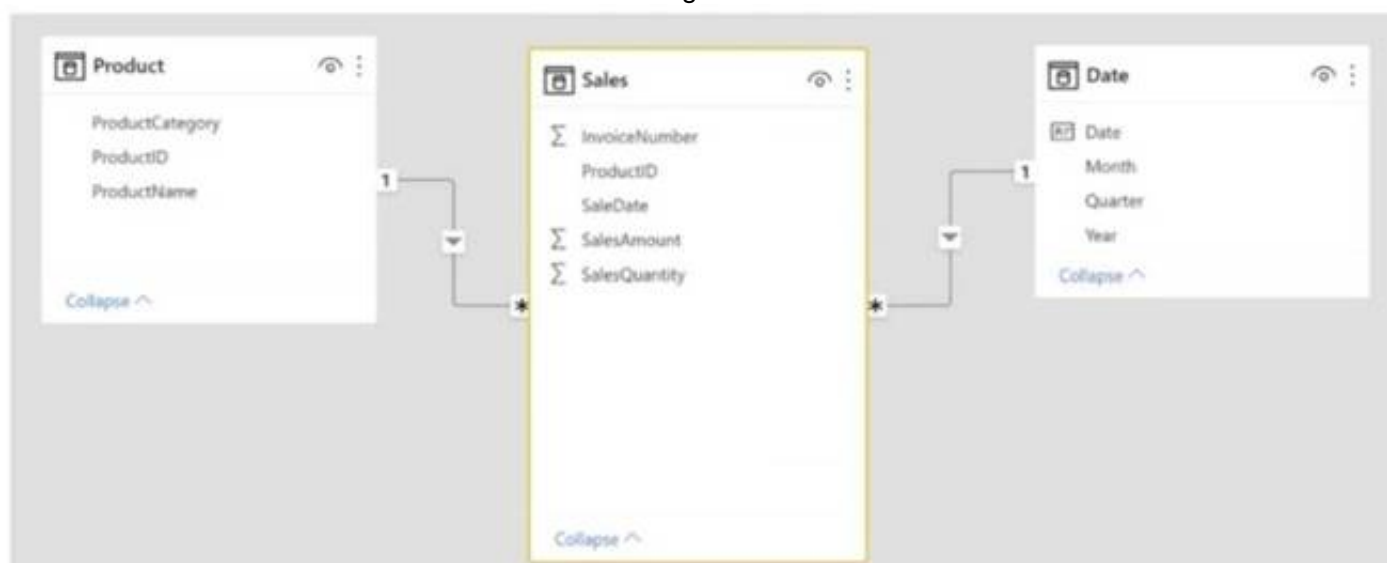 Product
ProductCategory
ProductID
ProductName
Collapse
1
*
Sales
InvoiceNumber
ProductID
SaleDate
SalesAmount
SalesQuantity
Collapse
*
1
Date
Date
Month
Quarter
Year
Collapse